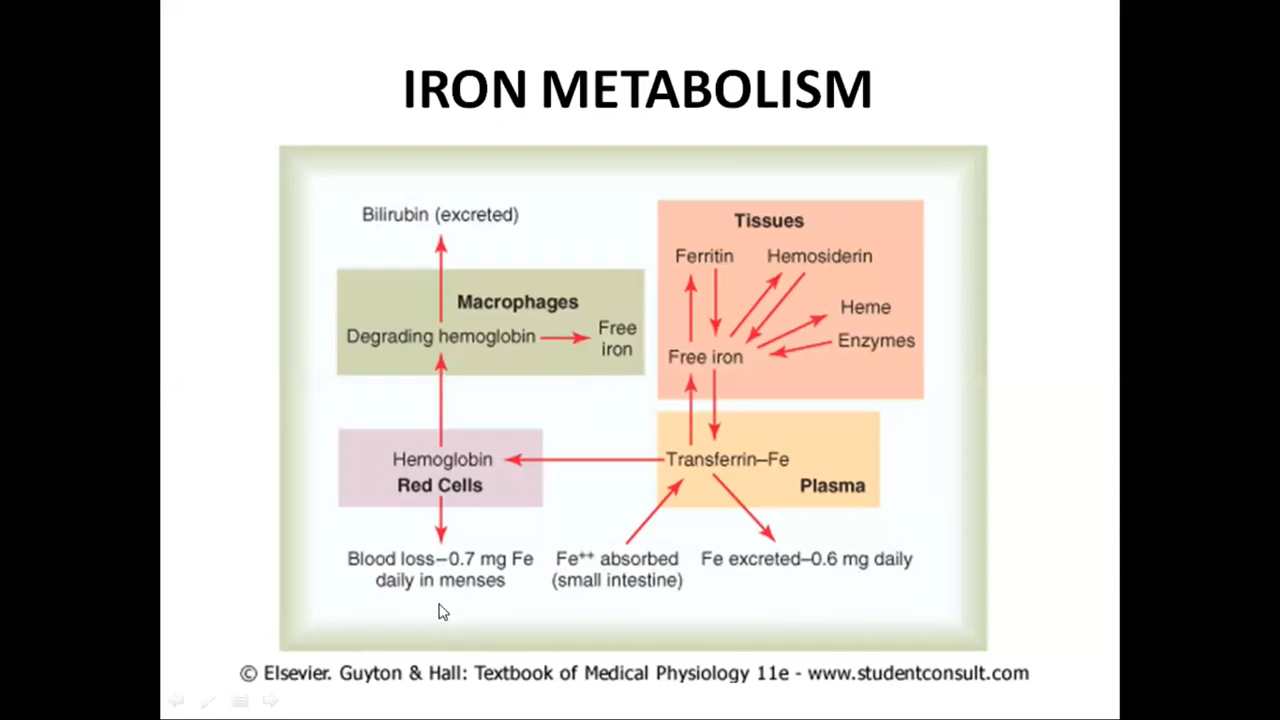 IRON METABOLISM
Bilirubin (excreted)
Macrophages
Degrading hemoglobin
Free
iron
Tissues
Ferritin
Hemosiderin
Heme
Enzymes
Free iron
Hemoglobin
Red Cells
Transferrin–Fe
Plasma
Blood loss–0.7 mg Fe
daily in menses
Fe⁺⁺ absorbed
(small intestine)
Fe excreted–0.6 mg daily
© Elsevier. Guyton & Hall: Textbook of Medical Physiology 11e - www.studentconsult.com